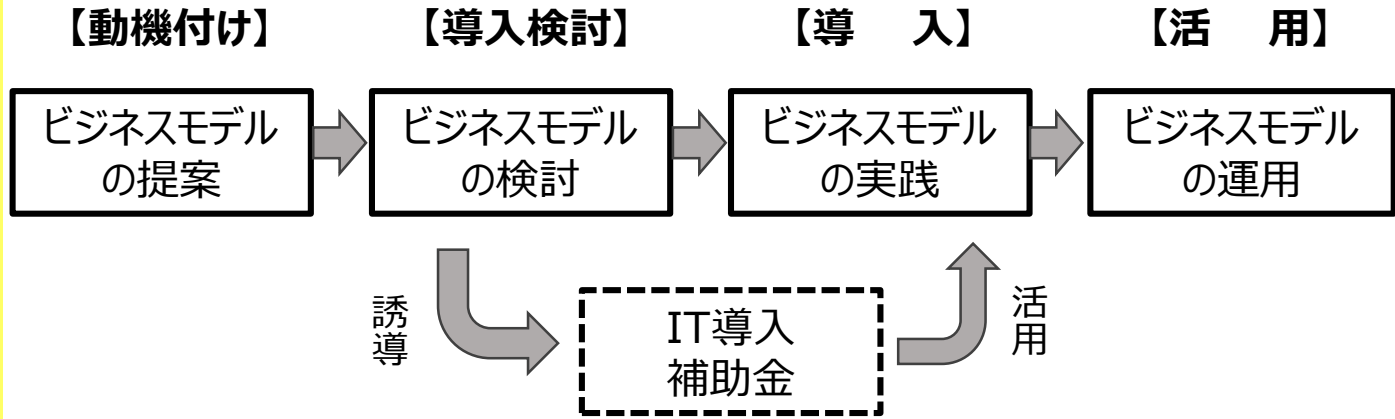 【動機付け】
【導入検討】
【導　入】
【活　用】
ビジネスモデル
の提案
ビジネスモデル
の検討
ビジネスモデル
の実践
ビジネスモデル
の運用
誘導
IT導入
補助金
活用